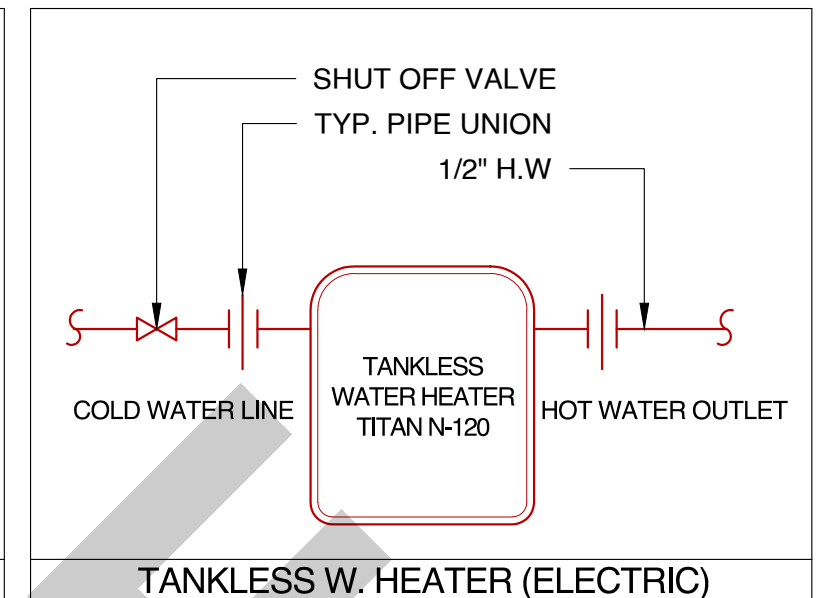 SHUT OFF VALVE
TYP. PIPE UNION
1/2" H.W
TANKLESS
WATER HEATER
TITAN N-120
COLD WATER LINE
HOT WATER OUTLET
TANKLESS W. HEATER (ELECTRIC)